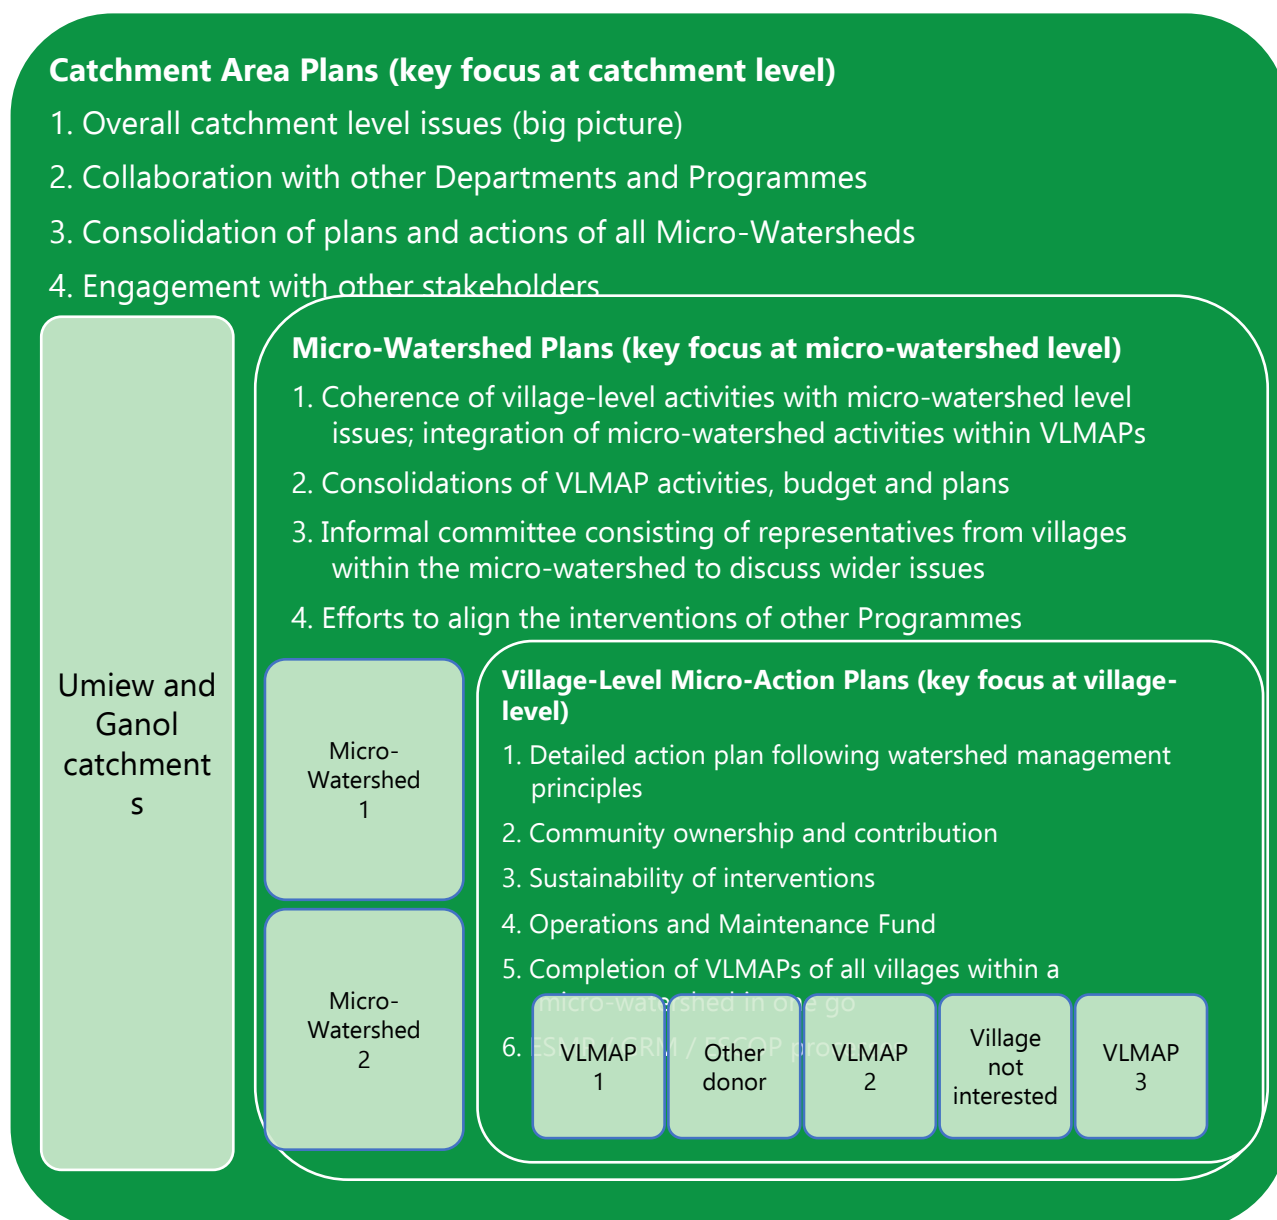 Catchment Area Plans (key focus at catchment level)
1. Overall catchment level issues (big picture)
2. Collaboration with other Departments and Programmes
3. Consolidation of plans and actions of all Micro-Watersheds
4. Engagement with other stakeholders
Umiew and
Ganol
catchment
s
Micro-Watershed Plans (key focus at micro-watershed level)
1. Coherence of village-level activities with micro-watershed level
issues; integration of micro-watershed activities within VLMAPs
2. Consolidations of VLMAP activities, budget and plans
3. Informal committee consisting of representatives from villages
within the micro-watershed to discuss wider issues
4. Efforts to align the interventions of other Programmes
Micro-
Watershed
1
Micro-
Watershed
2
Village-Level Micro-Action Plans (key focus at village-
level)
1. Detailed action plan following watershed management
principles
2. Community ownership and contribution
3. Sustainability of interventions
4. Operations and Maintenance Fund
5. Completion of VLMAPs of all villages within a
micro-watershed in one go
6. ESMP / GRM /
VLMAP
1
Other
donor
VLMAP
2
Village
not
interested
VLMAP
3